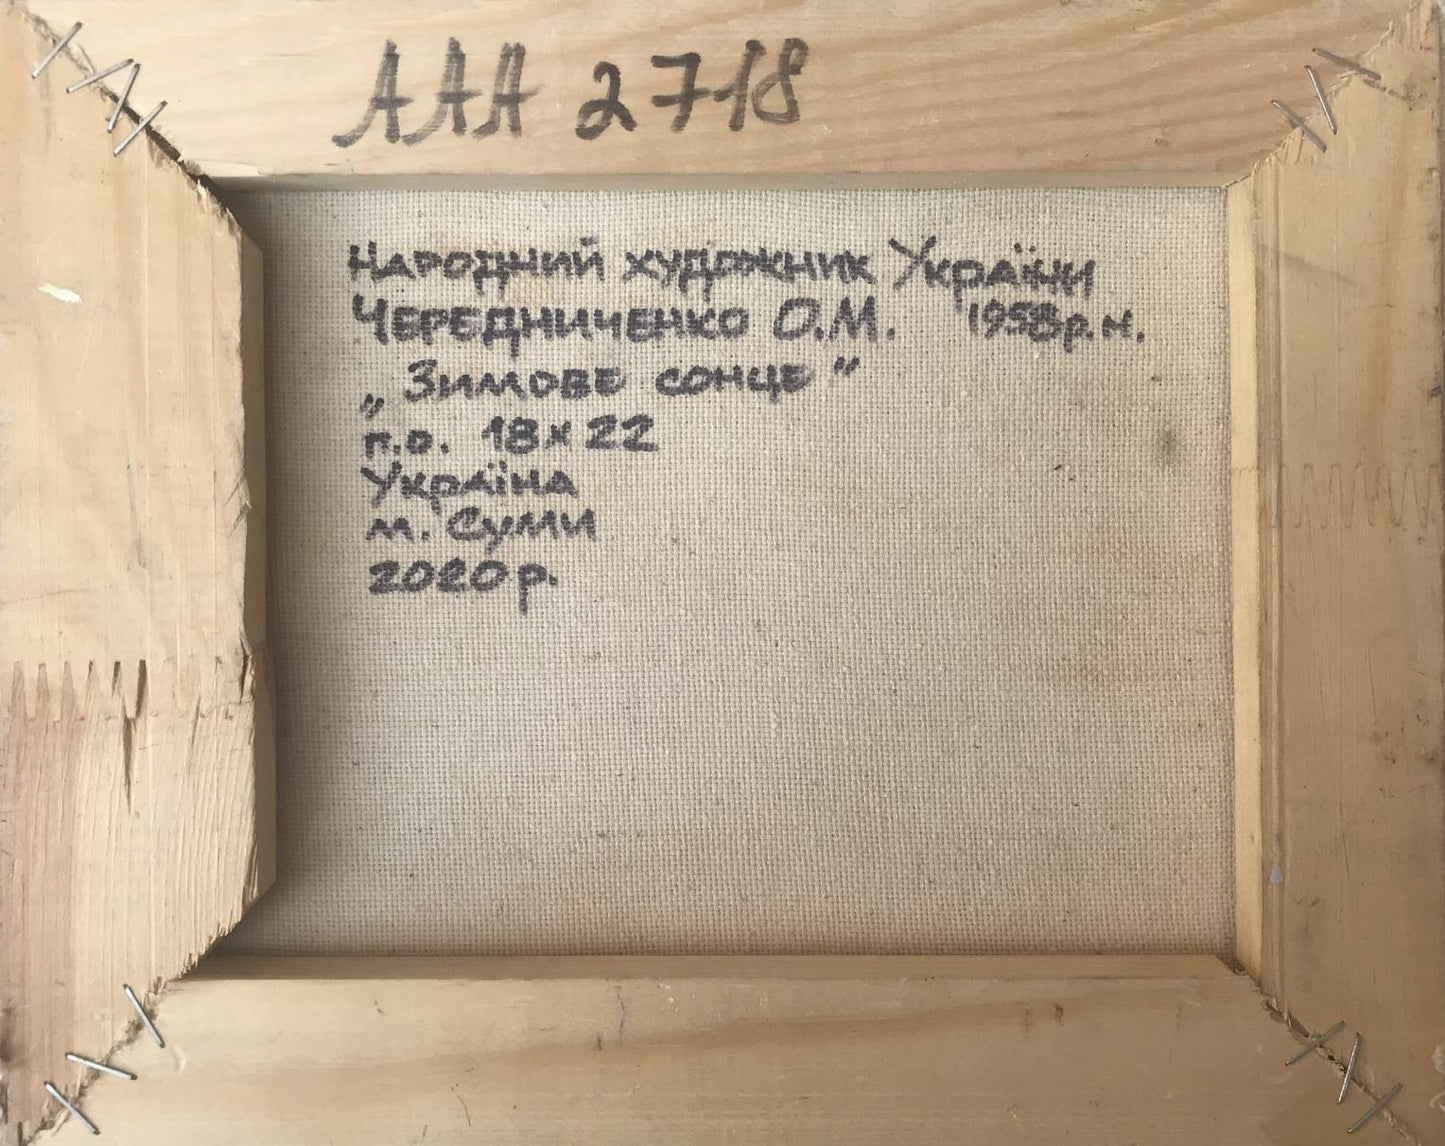 ААА 2718
Народний художник України
Чередниченко О.М. 1958р.н.
„Зимове сонце"
п.о. 18х22
Україна
м. Суми
2020р.